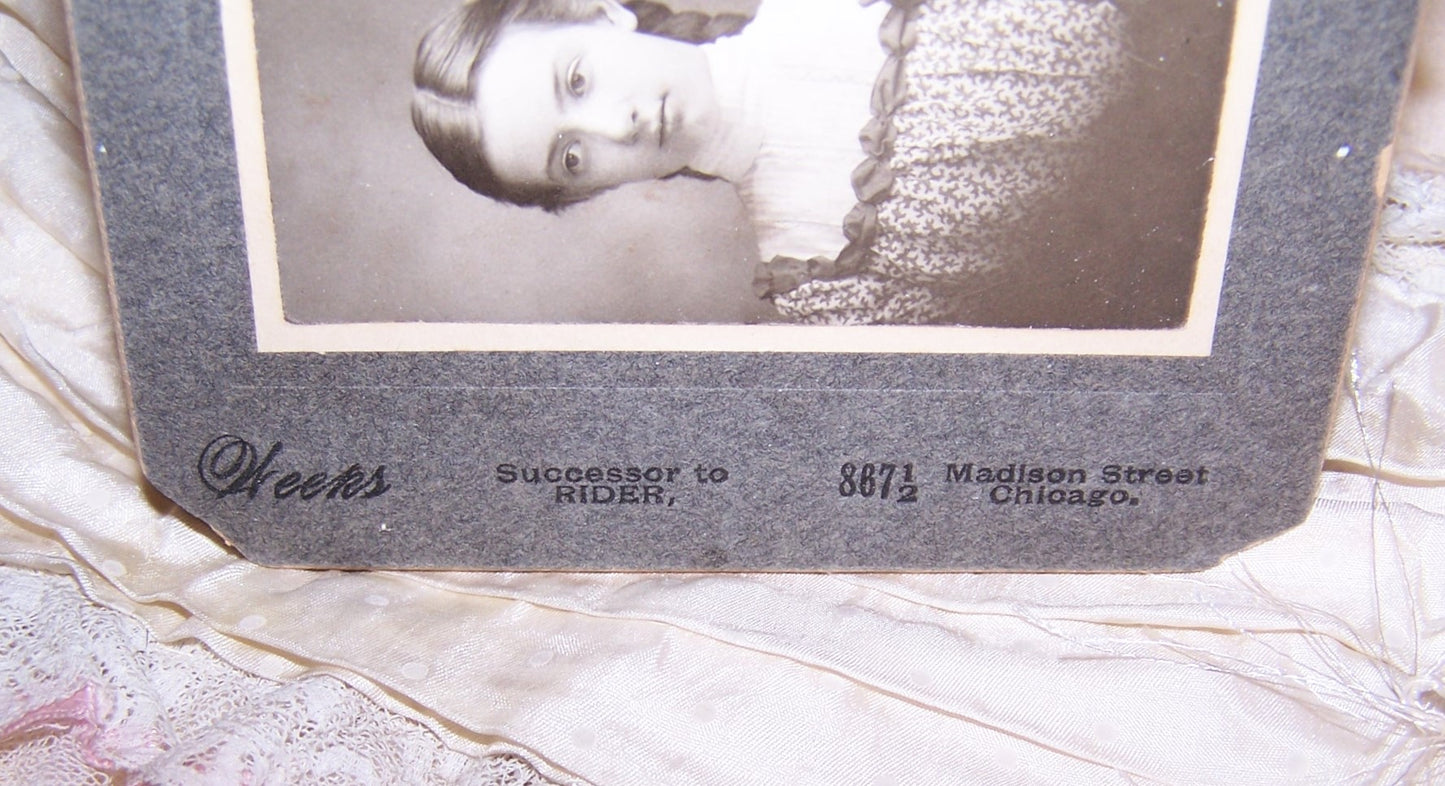 Weeks
Successor to
RIDER,
867½ Madison Street
Chicago.